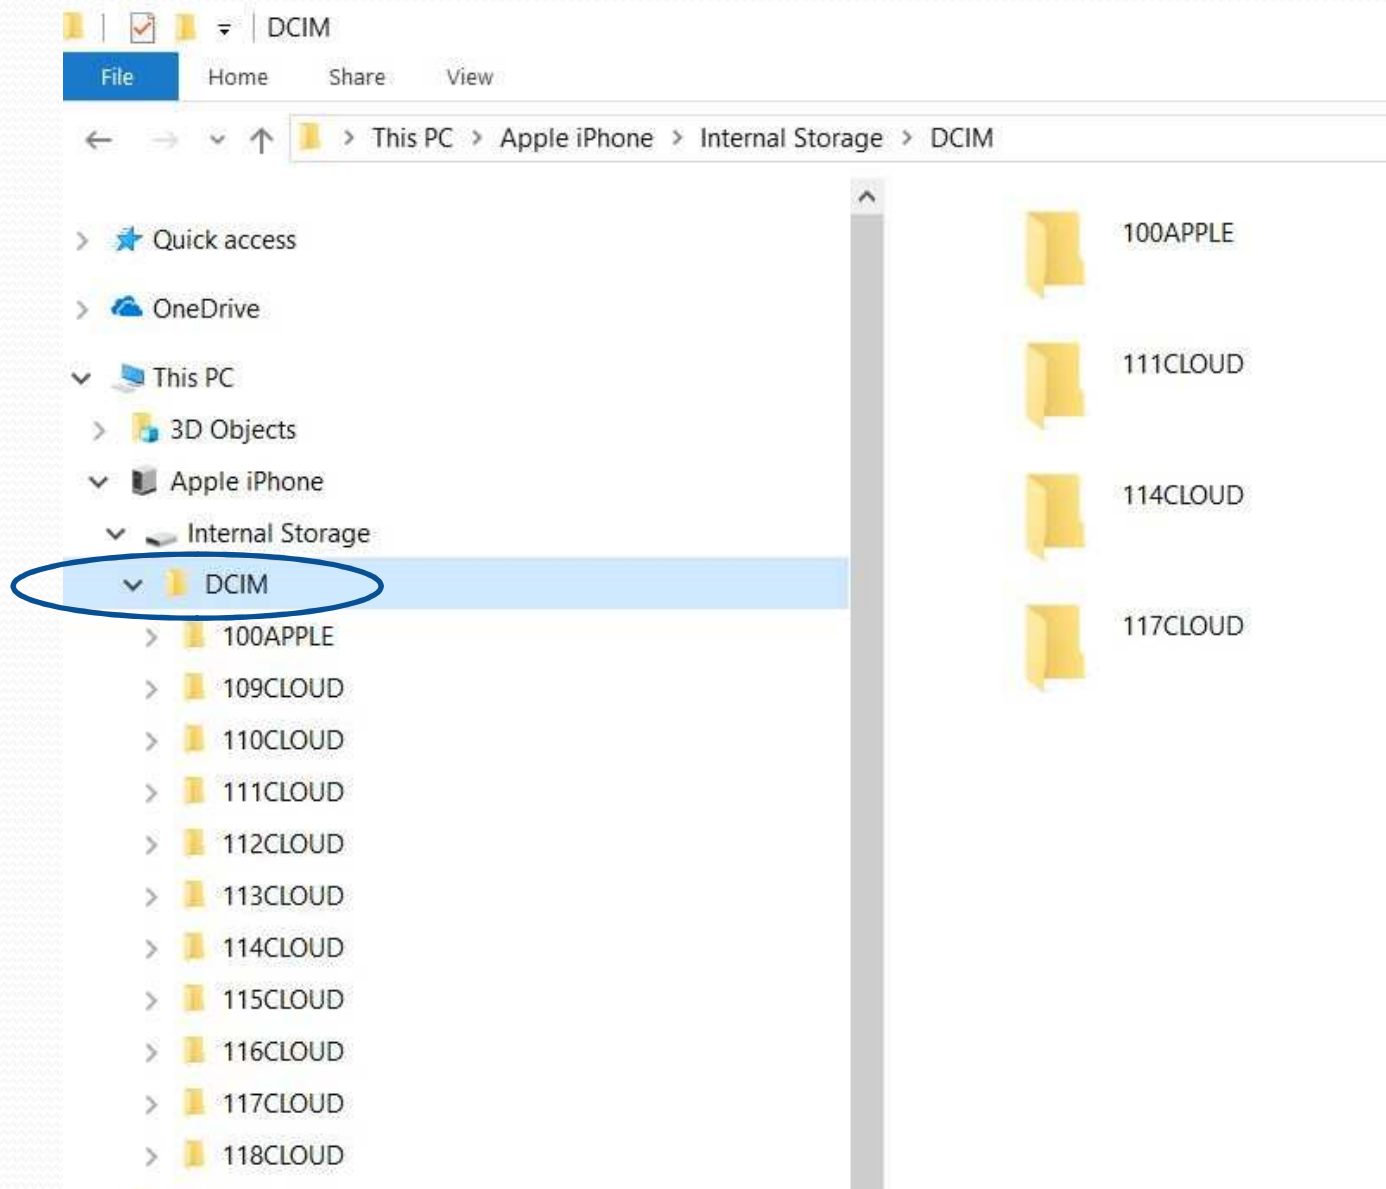 DCIM
File Home Share View
This PC > Apple iPhone > Internal Storage > DCIM
Quick access
OneDrive
This PC
3D Objects
Apple iPhone
Internal Storage
DCIM
100APPLE
109CLOUD
110CLOUD
111CLOUD
112CLOUD
113CLOUD
114CLOUD
115CLOUD
116CLOUD
117CLOUD
118CLOUD
100APPLE
111CLOUD
114CLOUD
117CLOUD